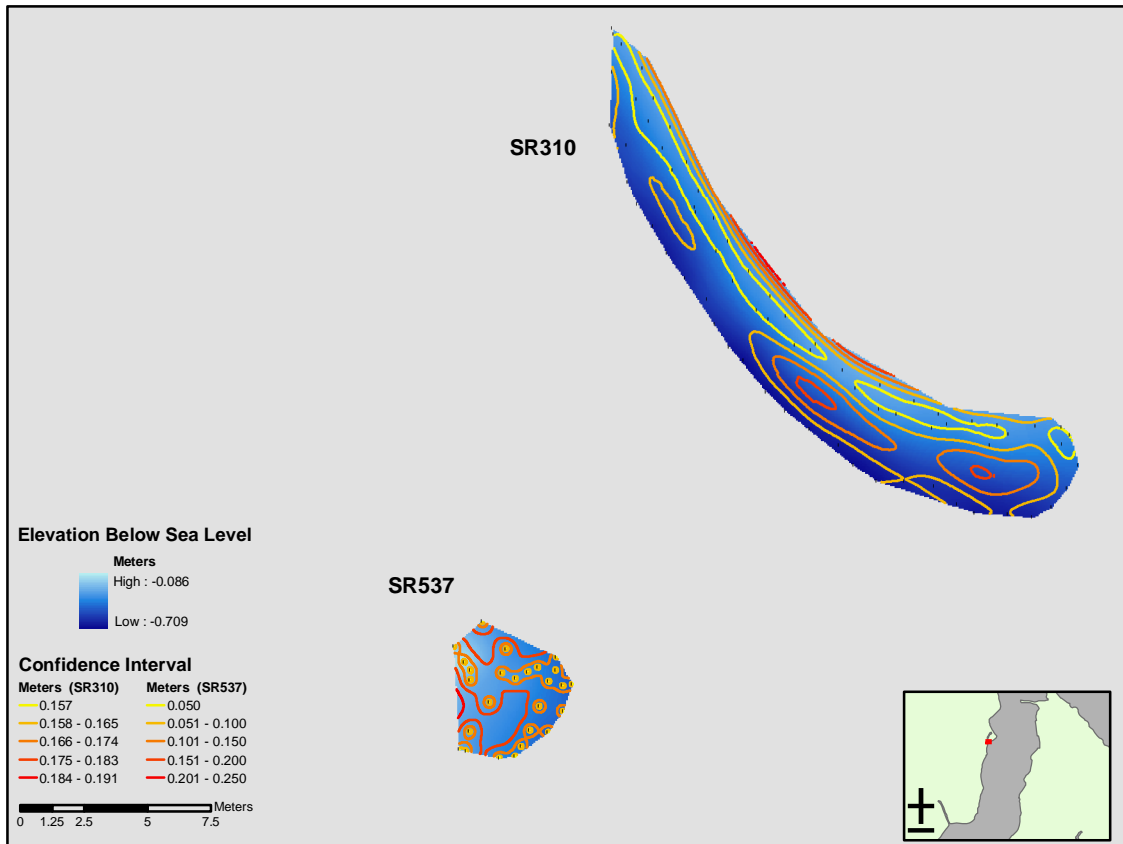 SR310
SR537
Elevation Below Sea Level
Meters
High : -0.086
Low : -0.709
Confidence Interval
Meters (SR310) Meters (SR537)
0.157 0.050
0.158 - 0.165 0.051 - 0.100
0.166 - 0.174 0.101 - 0.150
0.175 - 0.183 0.151 - 0.200
0.184 - 0.191 0.201 - 0.250
Meters
0 1.25 2.5 5 7.5